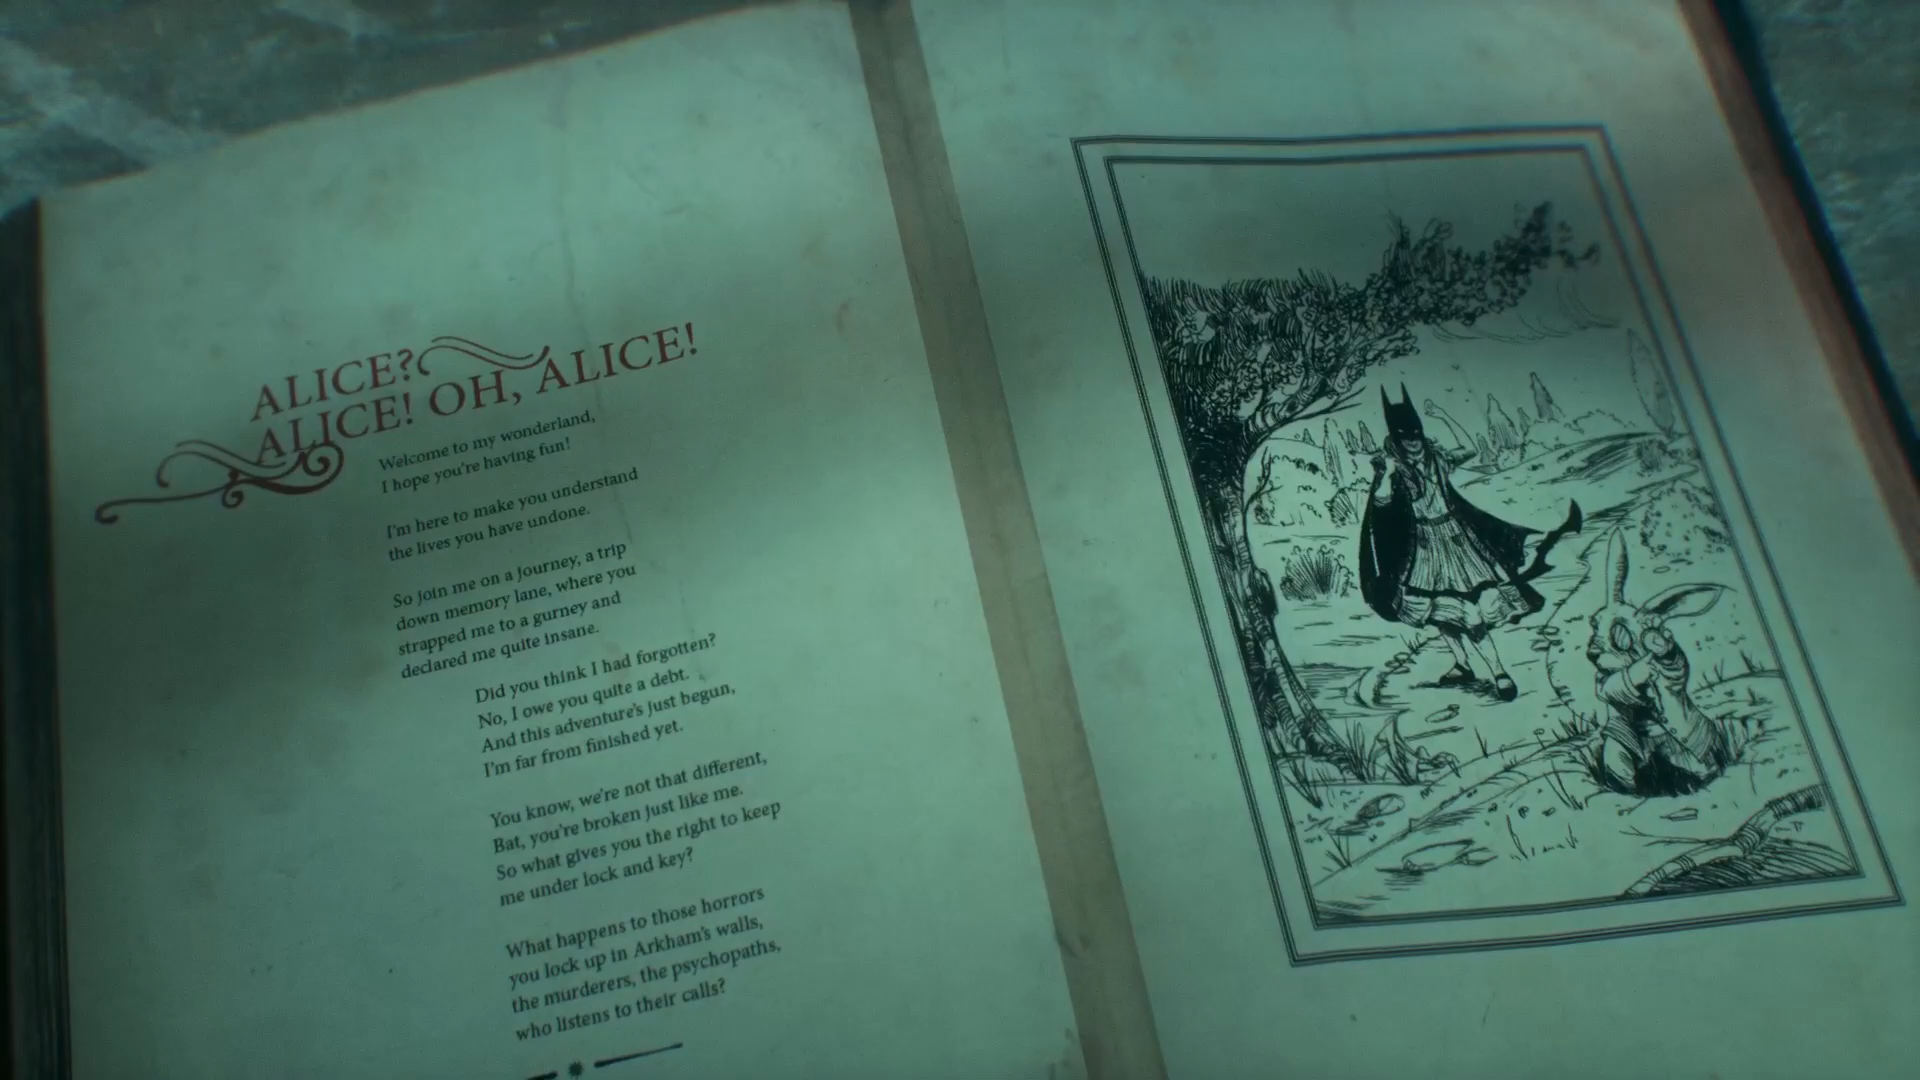 ALICE?
ALICE! OH, ALICE!
Welcome to my wonderland,
I hope you're having fun!
I'm here to make you understand
the lives you have undone.
So join me on a journey, a trip
down memory lane, where you
strapped me to a gurney and
declared me quite insane.
Did you think I had forgotten?
No, I owe you quite a debt.
And this adventure's just begun,
I'm far from finished yet.
You know, we're not that different,
Bat, you're broken just like me.
So what gives you the right to keep
me under lock and key?
What happens to those horrors
you lock up in Arkham's walls,
the murderers, the psychopaths,
who listens to their calls?